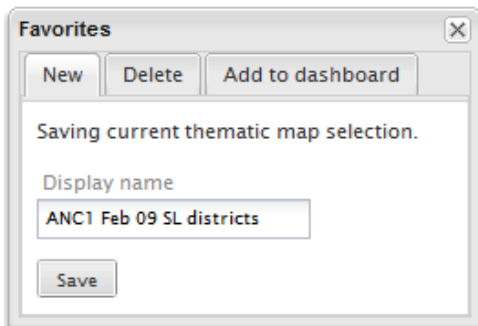 Favorites
New Delete Add to dashboard
Saving current thematic map selection.
Display name
ANC1 Feb 09 SL districts
Save